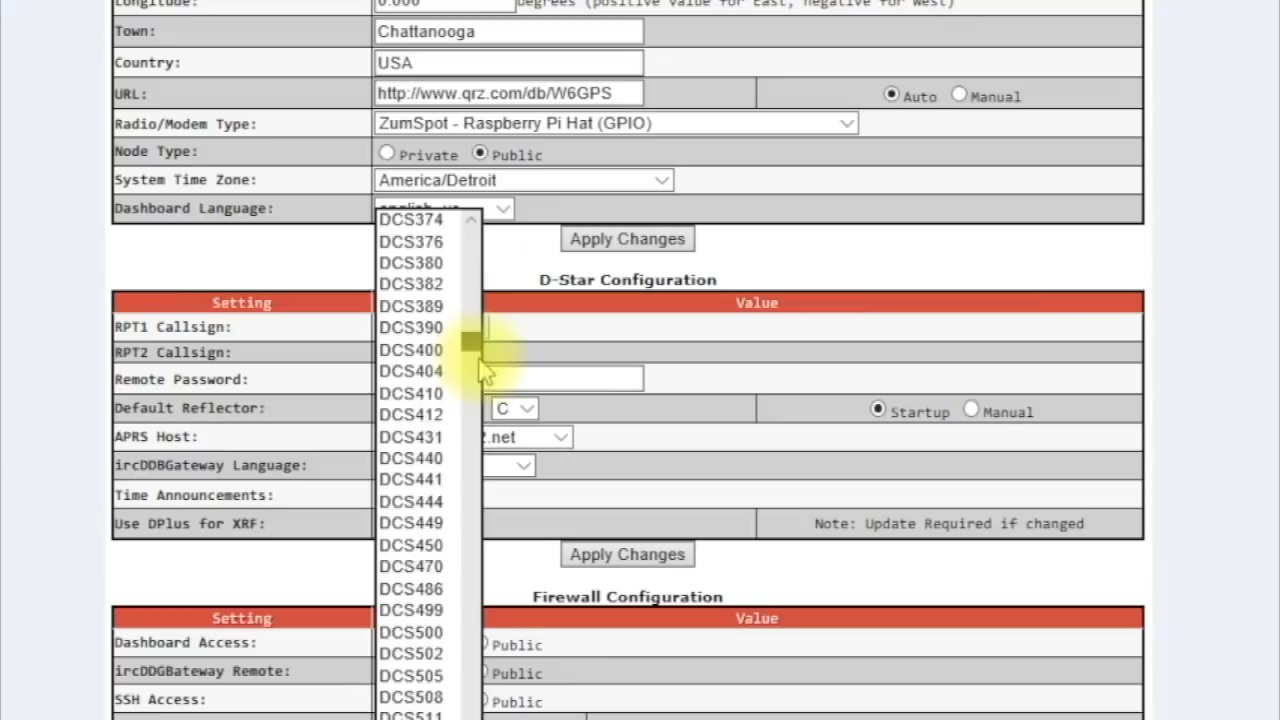 Longitude: 0.000 degrees (positive value for East, negative for West)
Town: Chattanooga
Country: USA
URL: http://www.qrz.com/db/W6GPS Auto Manual
Radio/Modem Type: ZumSpot - Raspberry Pi Hat (GPIO)
Node Type: Private Public
System Time Zone: America/Detroit
Dashboard Language:
DCS374
DCS376
DCS380
DCS382
DCS389
DCS390
DCS400
DCS404
DCS410
DCS412
DCS431
DCS440
DCS441
DCS444
DCS449
DCS450
DCS470
DCS486
DCS499
DCS500
DCS502
DCS505
DCS508
DCS511
Apply Changes
D-Star Configuration
Setting Value
RPT1 Callsign:
RPT2 Callsign:
Remote Password:
Default Reflector: C Startup Manual
APRS Host: .net
ircDDBGateway Language:
Time Announcements:
Use DPlus for XRF: Note: Update Required if changed
Apply Changes
Firewall Configuration
Setting Value
Dashboard Access: Public
ircDDGBateway Remote: Public
SSH Access: Public